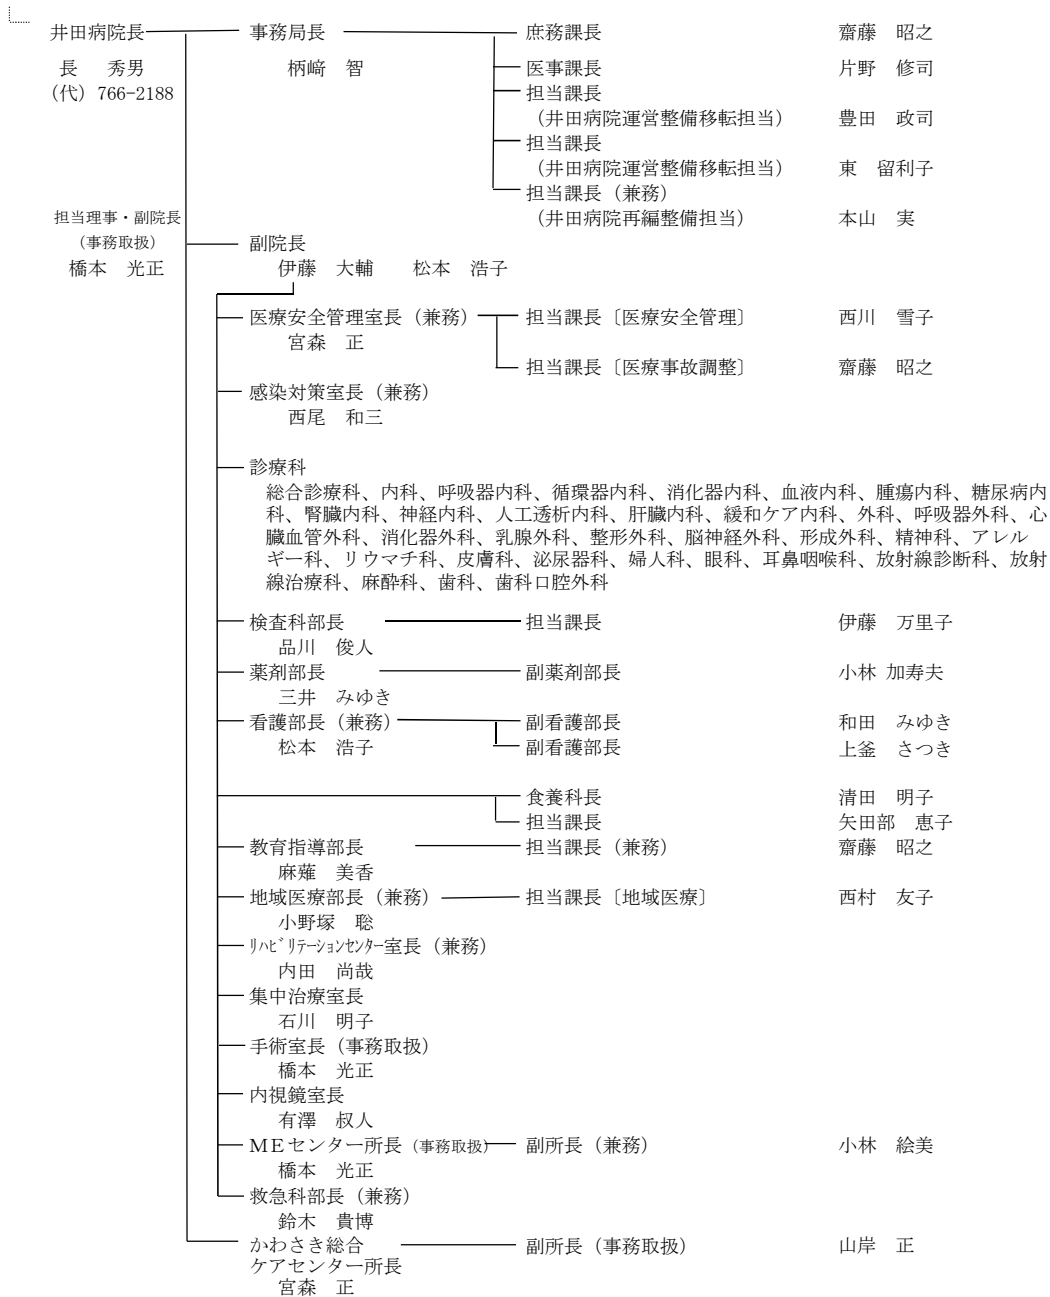 井田病院長 事務局長 庶務課長 齋藤　昭之
長　秀男 柄﨑　智 医事課長 片野　修司
(代) 766-2188 担当課長
（井田病院運営整備移転担当） 豊田　政司
担当課長
（井田病院運営整備移転担当） 東　留利子
担当課長（兼務）
担当理事・副院長 （井田病院再編整備担当） 本山　実
（事務取扱） 副院長
橋本　光正 伊藤　大輔　　松本　浩子
医療安全管理室長（兼務） 担当課長〔医療安全管理〕 西川　雪子
宮森　正
担当課長〔医療事故調整〕 齋藤　昭之
感染対策室長（兼務）
西尾　和三
診療科
総合診療科、内科、呼吸器内科、循環器内科、消化器内科、血液内科、腫瘍内科、糖尿病内
科、腎臓内科、神経内科、人工透析内科、肝臓内科、緩和ケア内科、外科、呼吸器外科、心
臓血管外科、消化器外科、乳腺外科、整形外科、脳神経外科、形成外科、精神科、アレル
ギー科、リウマチ科、皮膚科、泌尿器科、婦人科、眼科、耳鼻咽喉科、放射線診断科、放射
線治療科、麻酔科、歯科、歯科口腔外科
検査科部長 担当課長 伊藤　万里子
品川　俊人
薬剤部長 副薬剤部長 小林 加寿夫
三井　みゆき
看護部長（兼務） 副看護部長 和田　みゆき
松本　浩子 副看護部長 上釜　さつき
食養科長 清田　明子
担当課長 矢田部　恵子
教育指導部長 担当課長（兼務） 齋藤　昭之
麻薙　美香
地域医療部長（兼務） 担当課長〔地域医療〕 西村　友子
小野塚　聡
ﾘﾊﾋﾞﾘﾃｰｼｮﾝｾﾝﾀｰ室長（兼務）
内田　尚哉
集中治療室長
石川　明子
手術室長（事務取扱）
橋本　光正
内視鏡室長
有澤　叔人
ＭＥセンター所長（事務取扱） 副所長（兼務） 小林　絵美
橋本　光正
救急科部長（兼務）
鈴木　貴博
かわさき総合 副所長（事務取扱） 山岸　正
ケアセンター所長
宮森　正